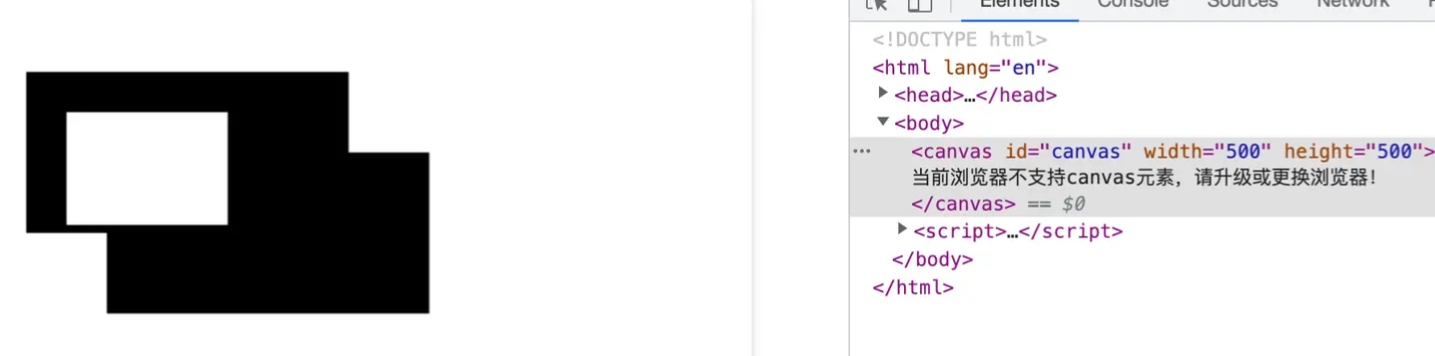 Elements Console Sources Network
<!DOCTYPE html>
<html lang="en">
<head>…</head>
<body>
<canvas id="canvas" width="500" height="500">
当前浏览器不支持canvas元素，请升级或更换浏览器！
</canvas> == $0
<script>…</script>
</body>
</html>